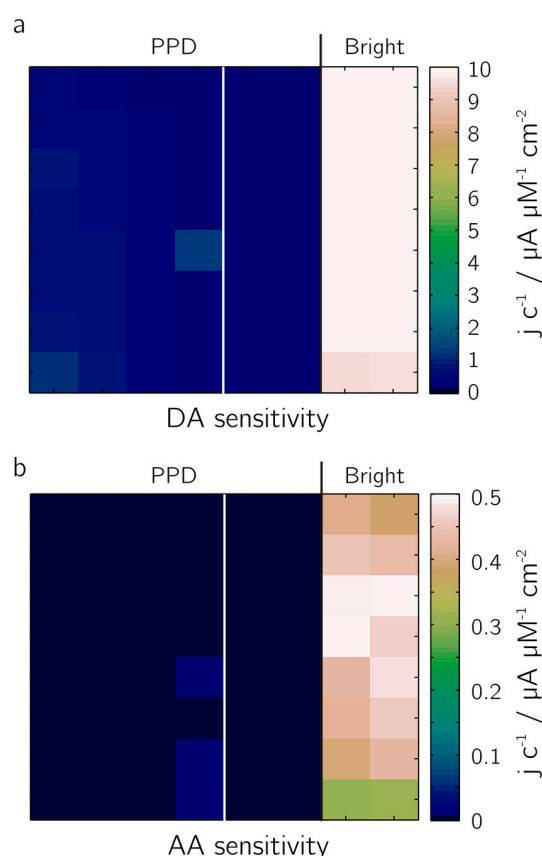 a
PPD Bright
10
9
8
7
6
5
4
3
2
1
0
j c⁻¹ / µA µM⁻¹ cm⁻²
DA sensitivity
b
PPD Bright
0.5
0.4
0.3
0.2
0.1
0
j c⁻¹ / µA µM⁻¹ cm⁻²
AA sensitivity